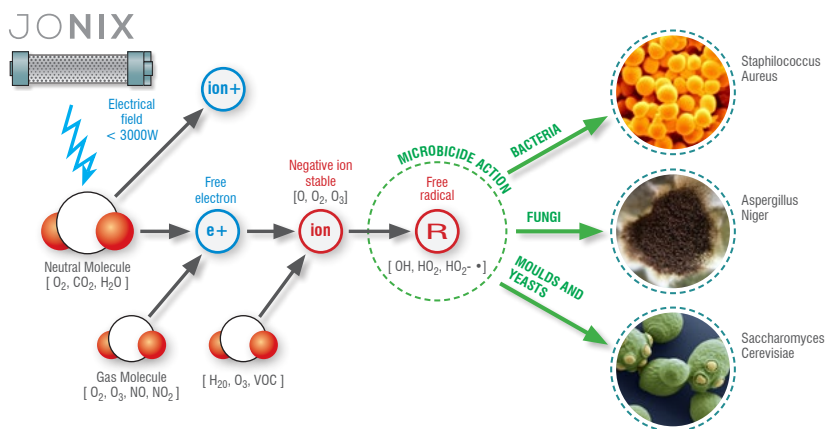 JONIX
Electrical
field
< 3000W
ion+
Neutral Molecule
[ O₂, CO₂, H₂O ]
Free
electron
e+
Gas Molecule
[ O₂, O₃, NO, NO₂ ]
Negative ion
stable
[O, O₂, O₃]
ion
[ H₂₀, O₃, VOC ]
MICROBICIDE ACTION
Free
radical
R
[ OH, HO₂, HO₂- • ]
BACTERIA
Staphilococcus
Aureus
FUNGI
Aspergillus
Niger
MOULDS AND
YEASTS
Saccharomyces
Cerevisiae